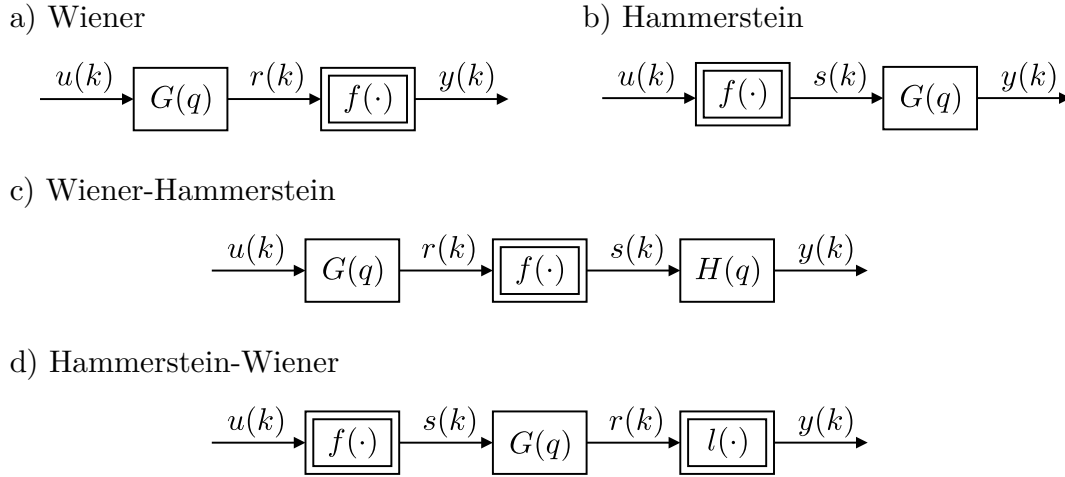 a) Wiener
b) Hammerstein
u(k) G(q) r(k) f(·) y(k)
u(k) f(·) s(k) G(q) y(k)
c) Wiener-Hammerstein
u(k) G(q) r(k) f(·) s(k) H(q) y(k)
d) Hammerstein-Wiener
u(k) f(·) s(k) G(q) r(k) l(·) y(k)